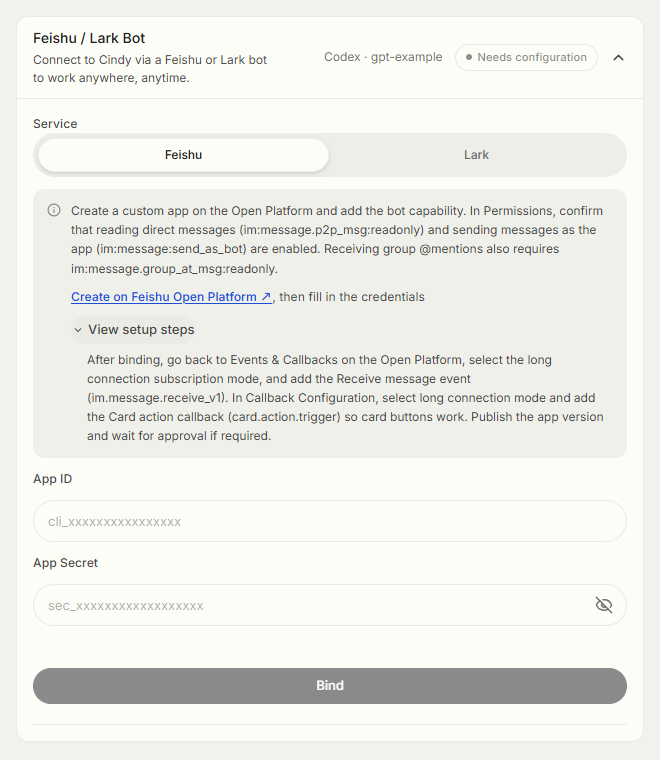 Feishu / Lark Bot
Connect to Cindy via a Feishu or Lark bot
to work anywhere, anytime.
Codex · gpt-example
Needs configuration
Service
Feishu
Lark
Create a custom app on the Open Platform and add the bot capability. In Permissions, confirm
that reading direct messages (im:message.p2p_msg:readonly) and sending messages as the
app (im:message:send_as_bot) are enabled. Receiving group @mentions also requires
im:message.group_at_msg:readonly.
Create on Feishu Open Platform ↗, then fill in the credentials
View setup steps
After binding, go back to Events & Callbacks on the Open Platform, select the long
connection subscription mode, and add the Receive message event
(im.message.receive_v1). In Callback Configuration, select long connection mode and add
the Card action callback (card.action.trigger) so card buttons work. Publish the app version
and wait for approval if required.
App ID
cli_xxxxxxxxxxxxxxxx
App Secret
sec_xxxxxxxxxxxxxxxxxx
Bind